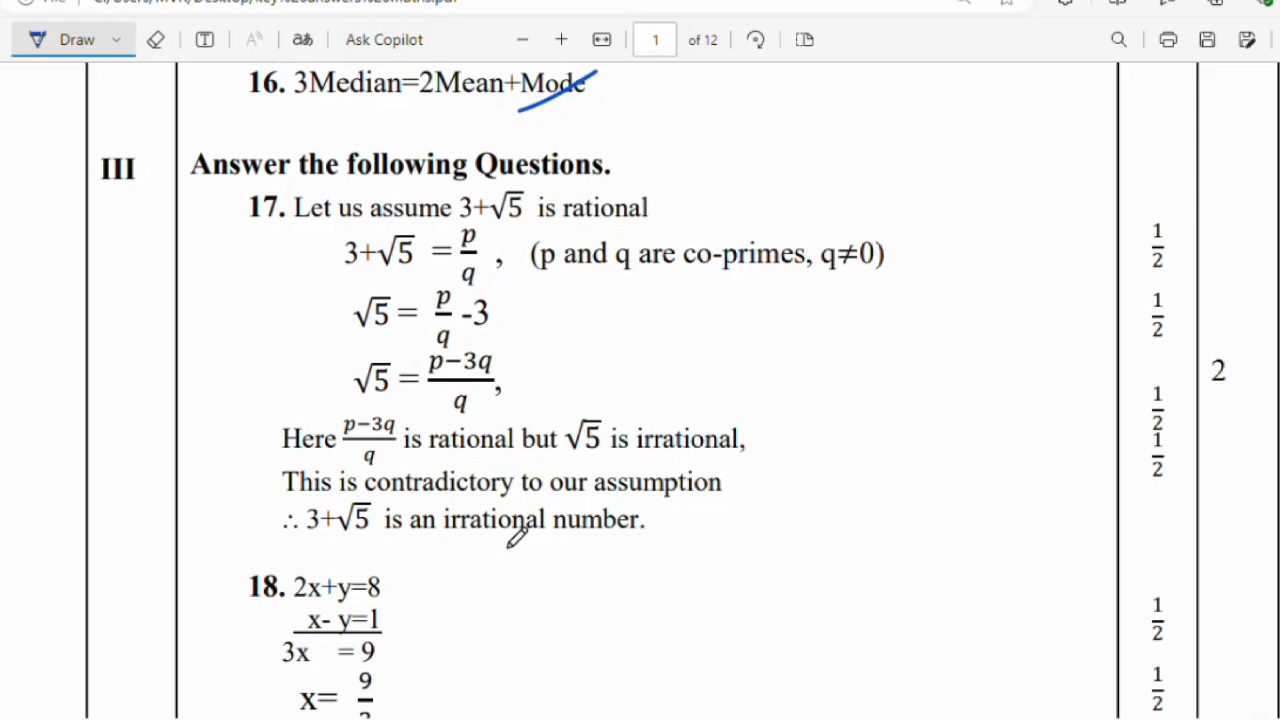 Draw
Ask Copilot
1 of 12
16. 3Median=2Mean+Mode
III Answer the following Questions.
17. Let us assume 3+√5 is rational
3+√5 = p/q , (p and q are co-primes, q≠0) 1/2
√5 = p/q -3 1/2
√5 = p−3q/q, 2
1/2
Here p−3q/q is rational but √5 is irrational, 1/2
This is contradictory to our assumption
∴ 3+√5 is an irrational number.
18. 2x+y=8
x- y=1 1/2
3x = 9
x= 9 1/2